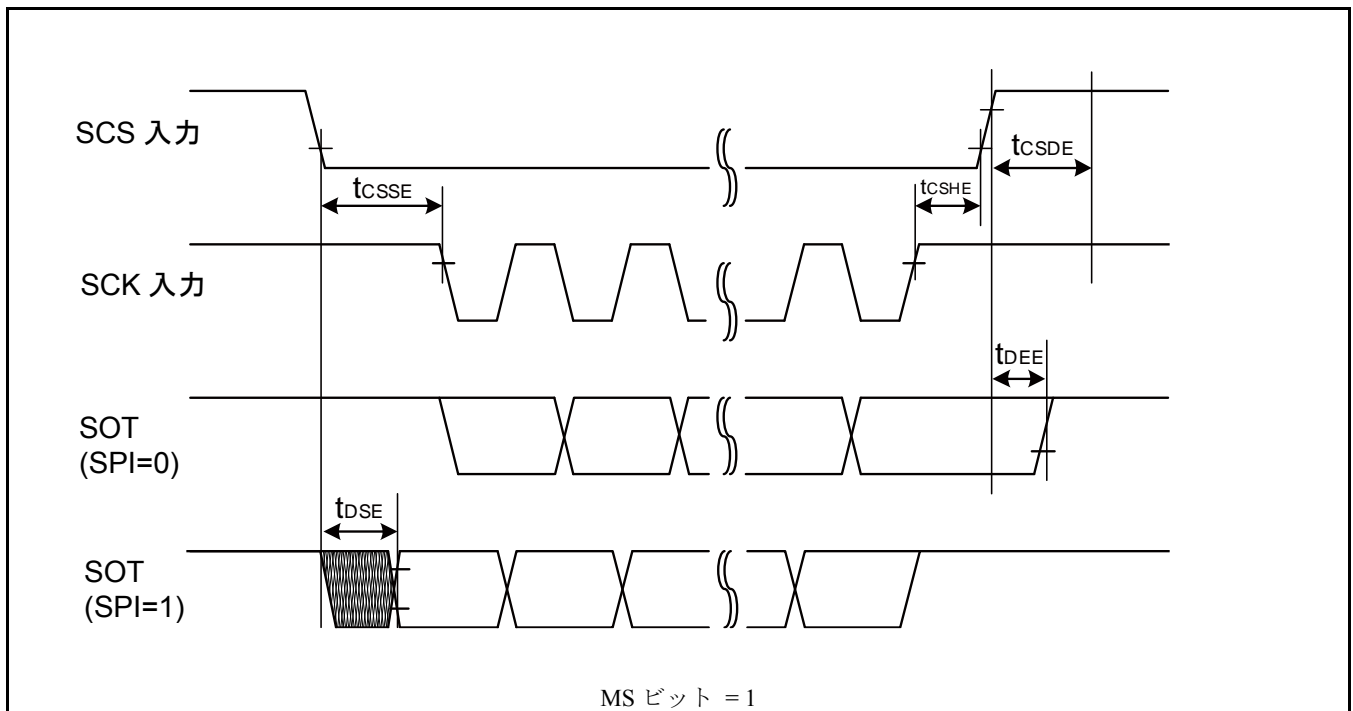 SCS 入力
tCSDE
tCSSE
tCSHE
SCK 入力
tDEE
SOT
(SPI=0)
tDSE
SOT
(SPI=1)
MS ビット = 1